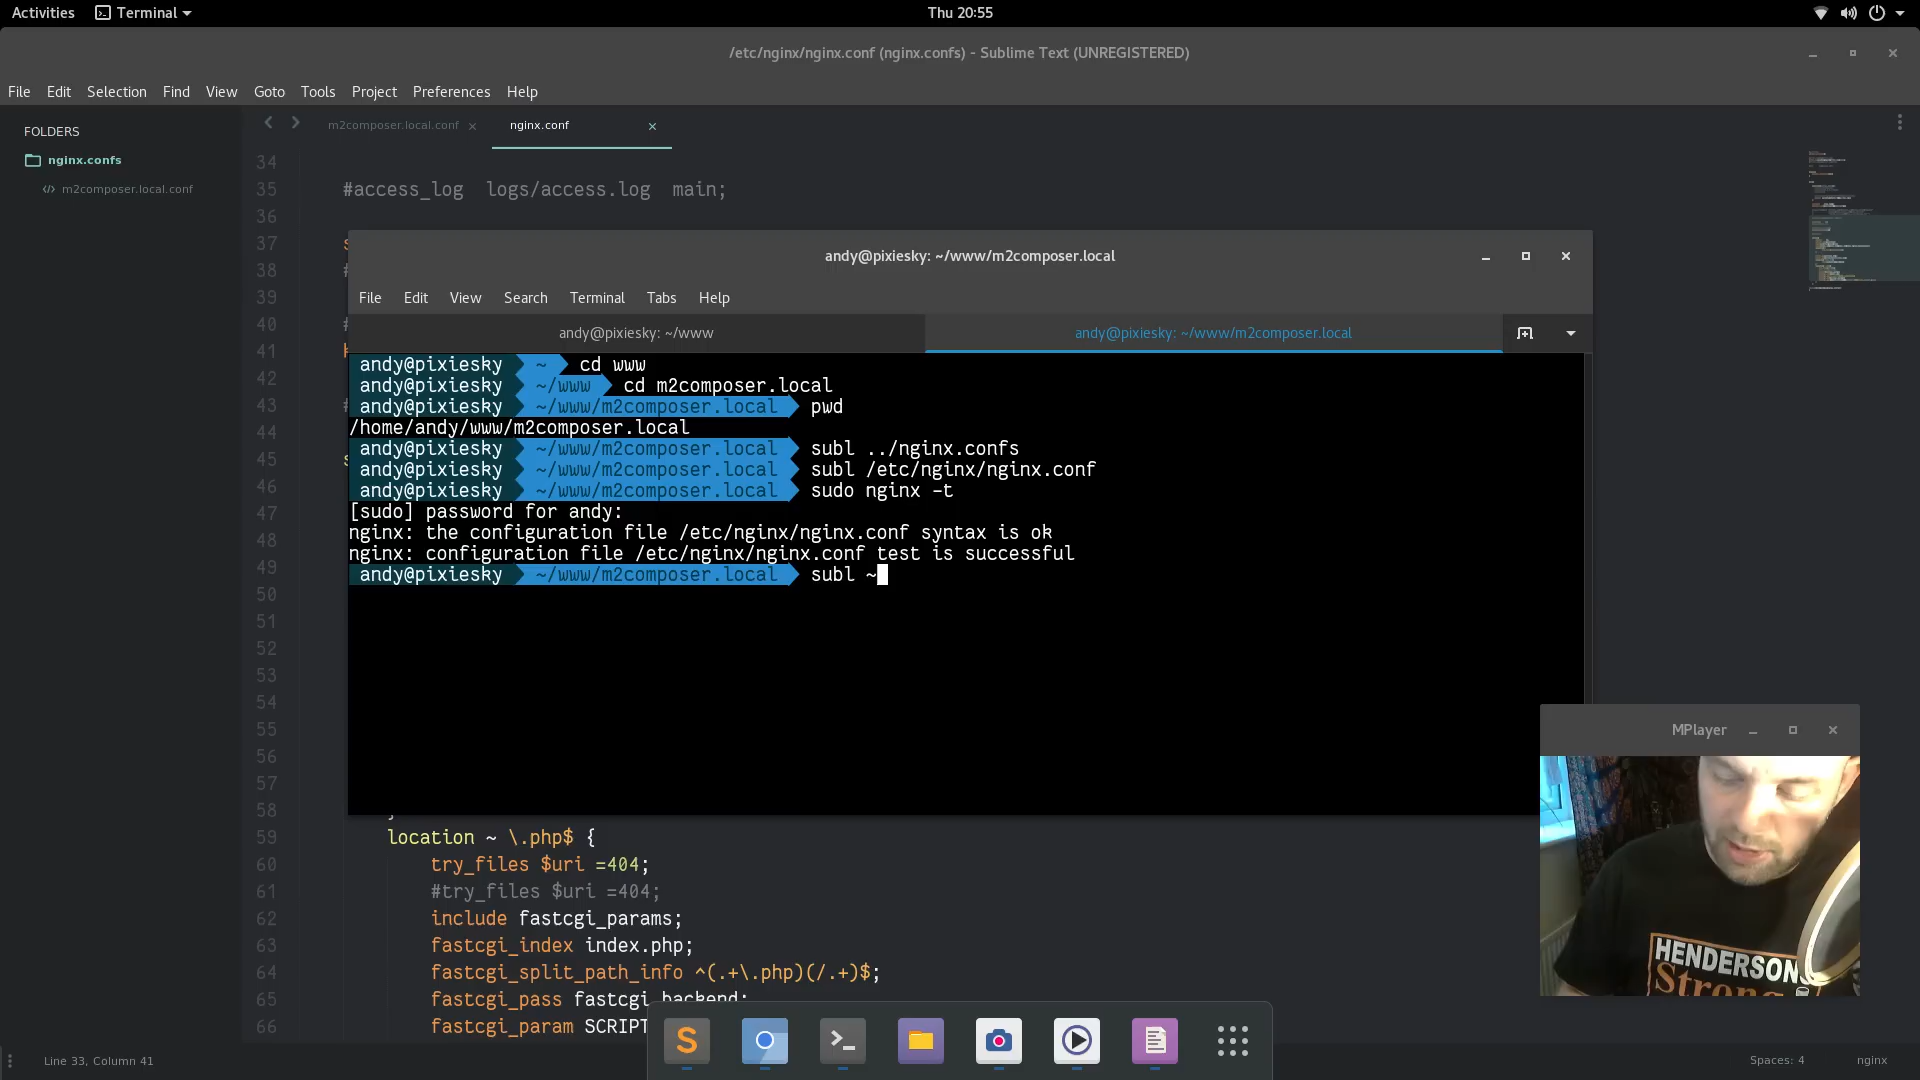 Activities Terminal Thu 20:55
/etc/nginx/nginx.conf (nginx.confs) - Sublime Text (UNREGISTERED)
File Edit Selection Find View Goto Tools Project Preferences Help
FOLDERS
nginx.confs
m2composer.local.conf
m2composer.local.conf nginx.conf
34
35 #access_log logs/access.log main;
36
37 s
38 #
39
40 #
41
42
43 #
44
45 s
46
47
48
49
50
51
52
53
54
55
56
57
58 }
59 location ~ \.php$ {
60 try_files $uri =404;
61 #try_files $uri =404;
62 include fastcgi_params;
63 fastcgi_index index.php;
64 fastcgi_split_path_info ^(.+\.php)(/.+)$;
65 fastcgi_pass fastcgi_backend;
66 fastcgi_param SCRIPT
andy@pixiesky: ~/www/m2composer.local
File Edit View Search Terminal Tabs Help
andy@pixiesky: ~/www andy@pixiesky: ~/www/m2composer.local
andy@pixiesky ~ cd www
andy@pixiesky ~/www cd m2composer.local
andy@pixiesky ~/www/m2composer.local pwd
/home/andy/www/m2composer.local
andy@pixiesky ~/www/m2composer.local subl ../nginx.confs
andy@pixiesky ~/www/m2composer.local subl /etc/nginx/nginx.conf
andy@pixiesky ~/www/m2composer.local sudo nginx -t
[sudo] password for andy:
nginx: the configuration file /etc/nginx/nginx.conf syntax is ok
nginx: configuration file /etc/nginx/nginx.conf test is successful
andy@pixiesky ~/www/m2composer.local subl ~
MPlayer
HENDERSON
Strong
Line 33, Column 41 Spaces: 4 nginx